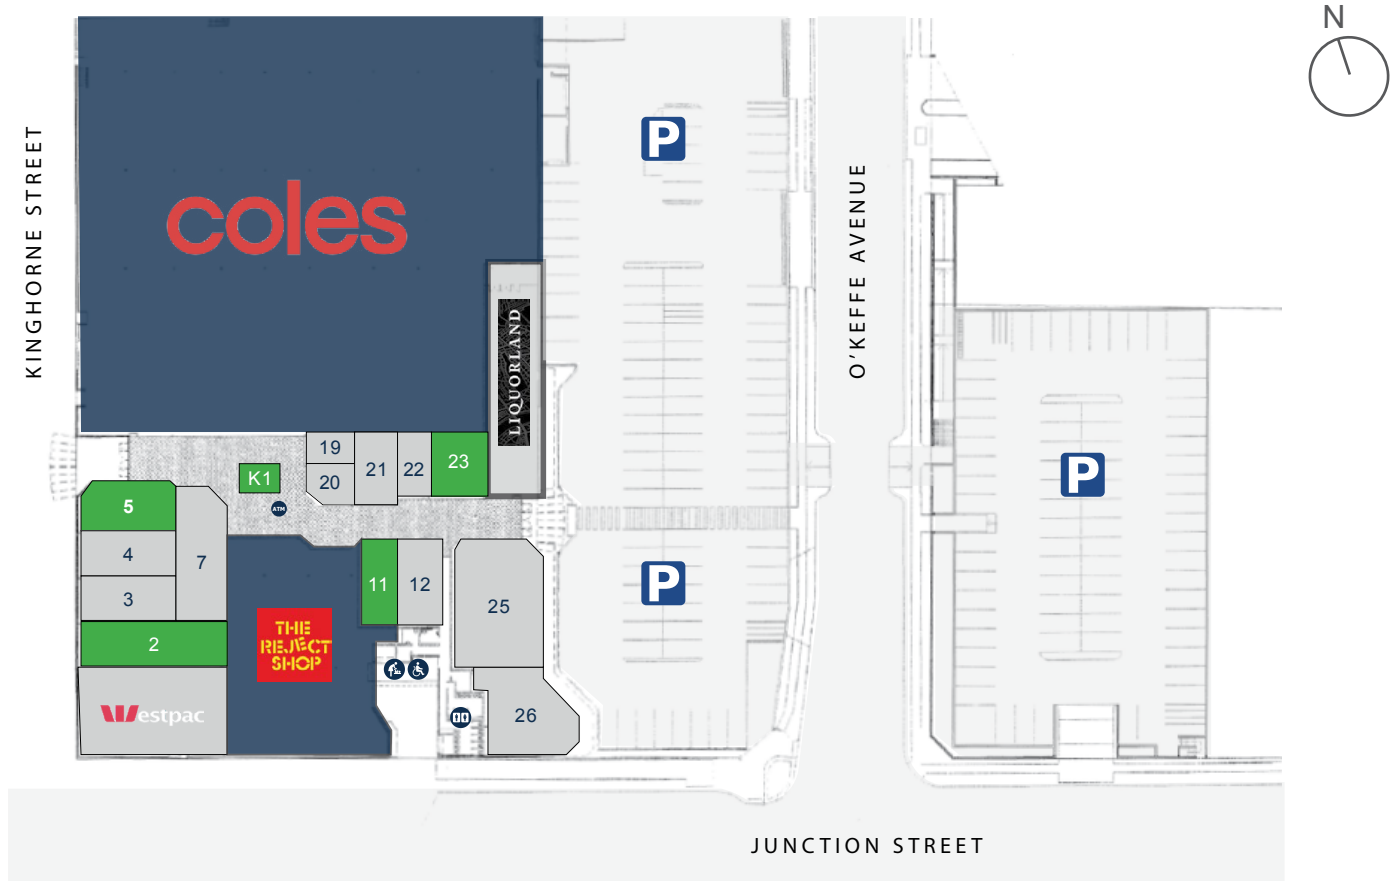 N
P
KINGHORNE STREET
coles
O'KEFFE AVENUE
LIQUORLAND
19
20
21
22
23
K1
ATM
5
4
3
7
2
11
12
25
26
P
P
THE
REJECT
SHOP
Westpac
JUNCTION STREET